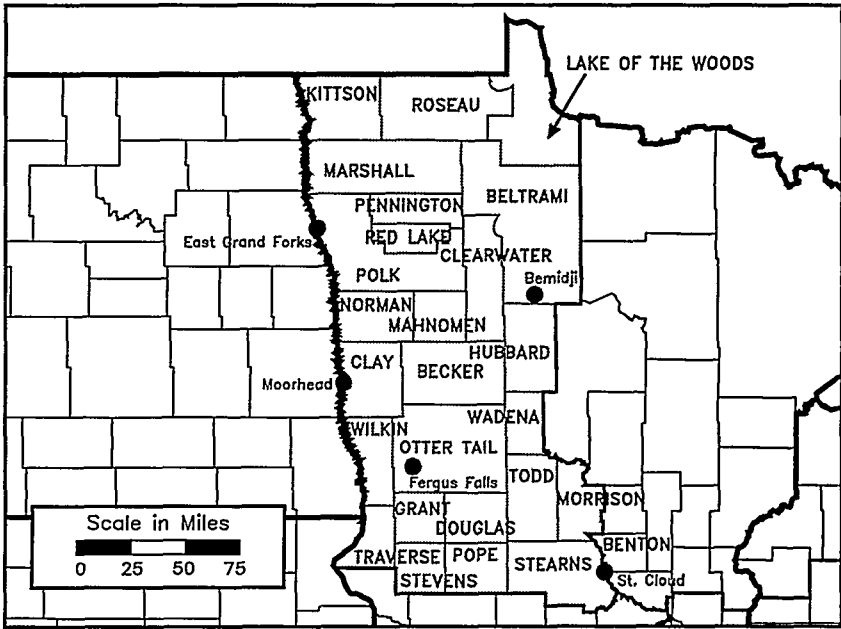 LAKE OF THE WOODS
KITTSON
ROSEAU
MARSHALL
BELTRAMI
PENNINGTON
East Grand Forks
RED LAKE
CLEARWATER
POLK
Bemidji
NORMAN
MAHNOMEN
HUBBARD
CLAY
BECKER
Moorhead
WADENA
WILKIN
OTTER TAIL
TODD
Fergus Falls
MORRISON
GRANT
DOUGLAS
Scale in Miles
BENTON
TRAVERSE
POPE
STEARNS
0 25 50 75
STEVENS
St. Cloud